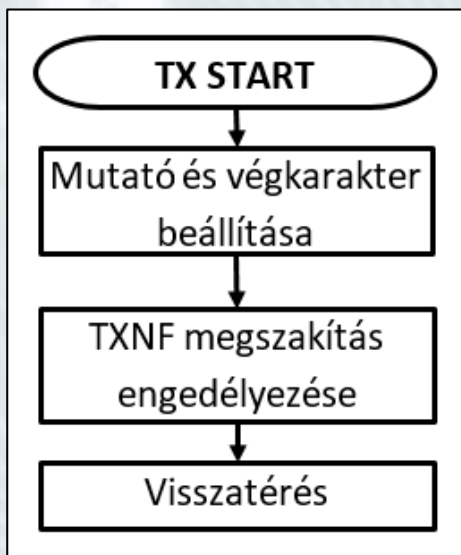 TX START
Mutató és végkarakter
beállítása
TXNF megszakítás
engedélyezése
Visszatérés